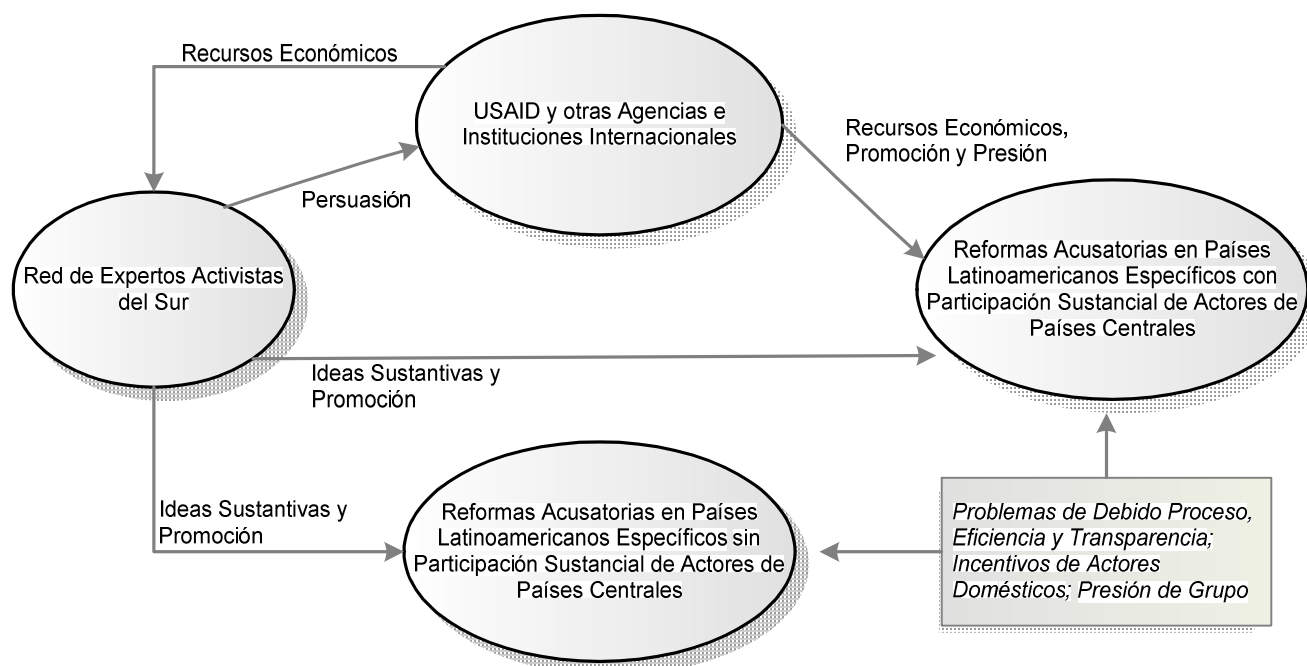 Recursos Económicos
USAID y otras Agencias e
Instituciones Internacionales
Recursos Económicos,
Promoción y Presión
Persuasión
Red de Expertos Activistas
del Sur
Reformas Acusatorias en Países
Latinoamericanos Específicos con
Participación Sustancial de Actores de
Países Centrales
Ideas Sustantivas y
Promoción
Ideas Sustantivas y
Promoción
Reformas Acusatorias en Países
Latinoamericanos Específicos sin
Participación Sustancial de Actores de
Países Centrales
Problemas de Debido Proceso,
Eficiencia y Transparencia;
Incentivos de Actores
Domésticos; Presión de Grupo